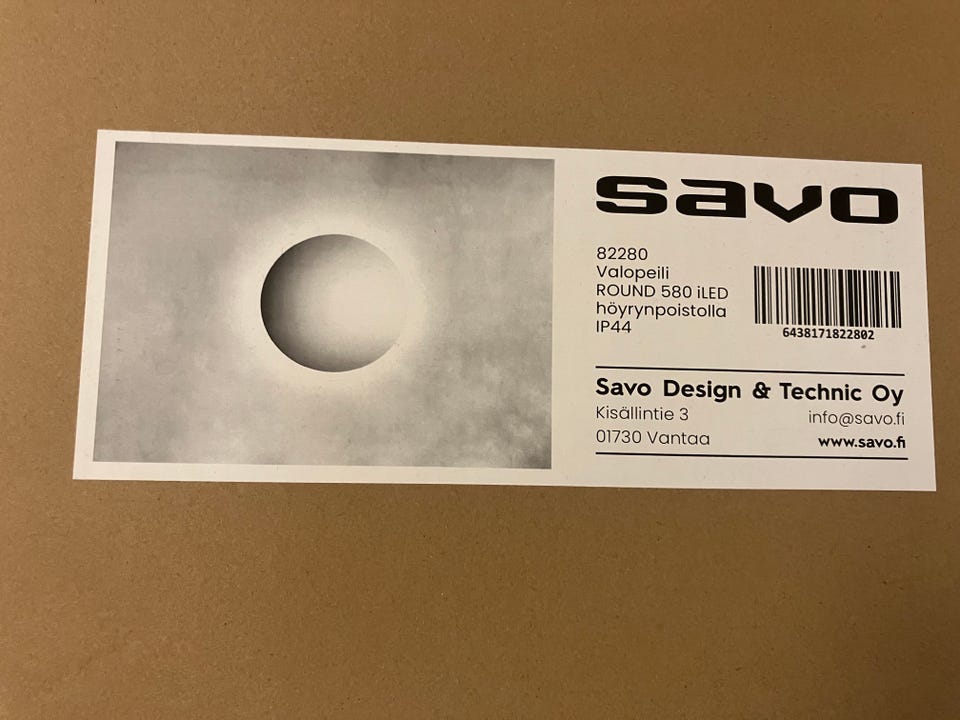 savo
82280
Valopeili
ROUND 580 iLED
höyrynpoistolla
IP44
6438171822802
Savo Design & Technic Oy
Kisällintie 3
info@savo.fi
01730 Vantaa
www.savo.fi